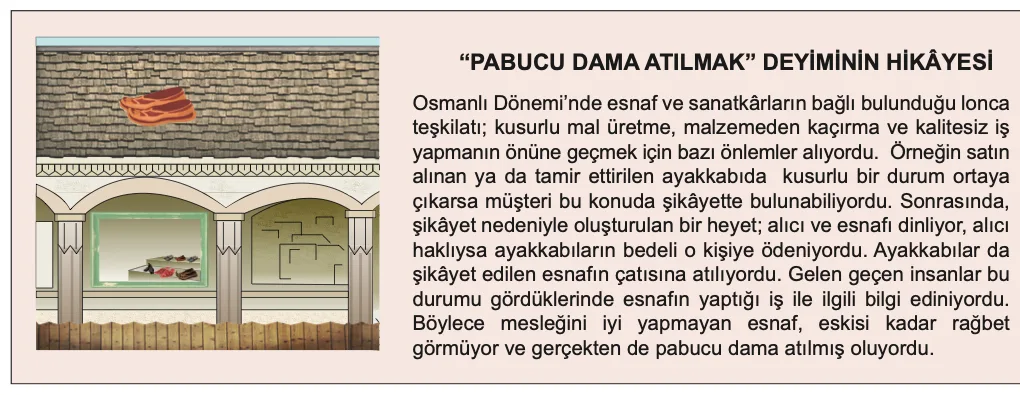 “PABUCU DAMA ATILMAK” DEYİMİNİN HİKÂYESİ
Osmanlı Dönemi’nde esnaf ve sanatkârların bağlı bulunduğu lonca
teşkilatı; kusurlu mal üretme, malzemeden kaçırma ve kalitesiz iş
yapmanın önüne geçmek için bazı önlemler alıyordu. Örneğin satın
alınan ya da tamir ettirilen ayakkabıda kusurlu bir durum ortaya
çıkarsa müşteri bu konuda şikâyette bulunabiliyordu. Sonrasında,
şikâyet nedeniyle oluşturulan bir heyet; alıcı ve esnafı dinliyor, alıcı
haklıysa ayakkabıların bedeli o kişiye ödeniyordu. Ayakkabılar da
şikâyet edilen esnafın çatısına atılıyordu. Gelen geçen insanlar bu
durumu gördüklerinde esnafın yaptığı iş ile ilgili bilgi ediniyordu.
Böylece mesleğini iyi yapmayan esnaf, eskisi kadar rağbet
görmüyor ve gerçekten de pabucu dama atılmış oluyordu.